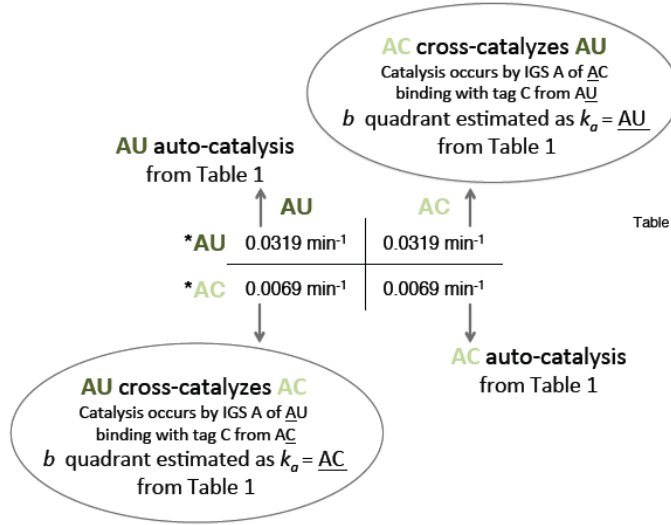 AC cross-catalyzes AU
Catalysis occurs by IGS A of AC
binding with tag C from AU
b quadrant estimated as kₐ = AU
from Table 1
AU auto-catalysis
from Table 1
AU AC
Table
*AU 0.0319 min⁻¹ 0.0319 min⁻¹
*AC 0.0069 min⁻¹ 0.0069 min⁻¹
AC auto-catalysis
from Table 1
AU cross-catalyzes AC
Catalysis occurs by IGS A of AU
binding with tag C from AC
b quadrant estimated as kₐ = AC
from Table 1